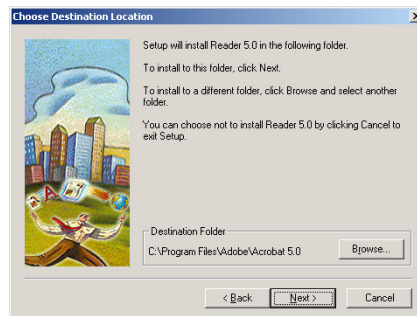 Choose Destination Location
Setup will install Reader 5.0 in the following folder.
To install to this folder, click Next.
To install to a different folder, click Browse and select another
folder.
You can choose not to install Reader 5.0 by clicking Cancel to
exit Setup.
Destination Folder
C:\Program Files\Adobe\Acrobat 5.0
Browse...
< Back
Next >
Cancel